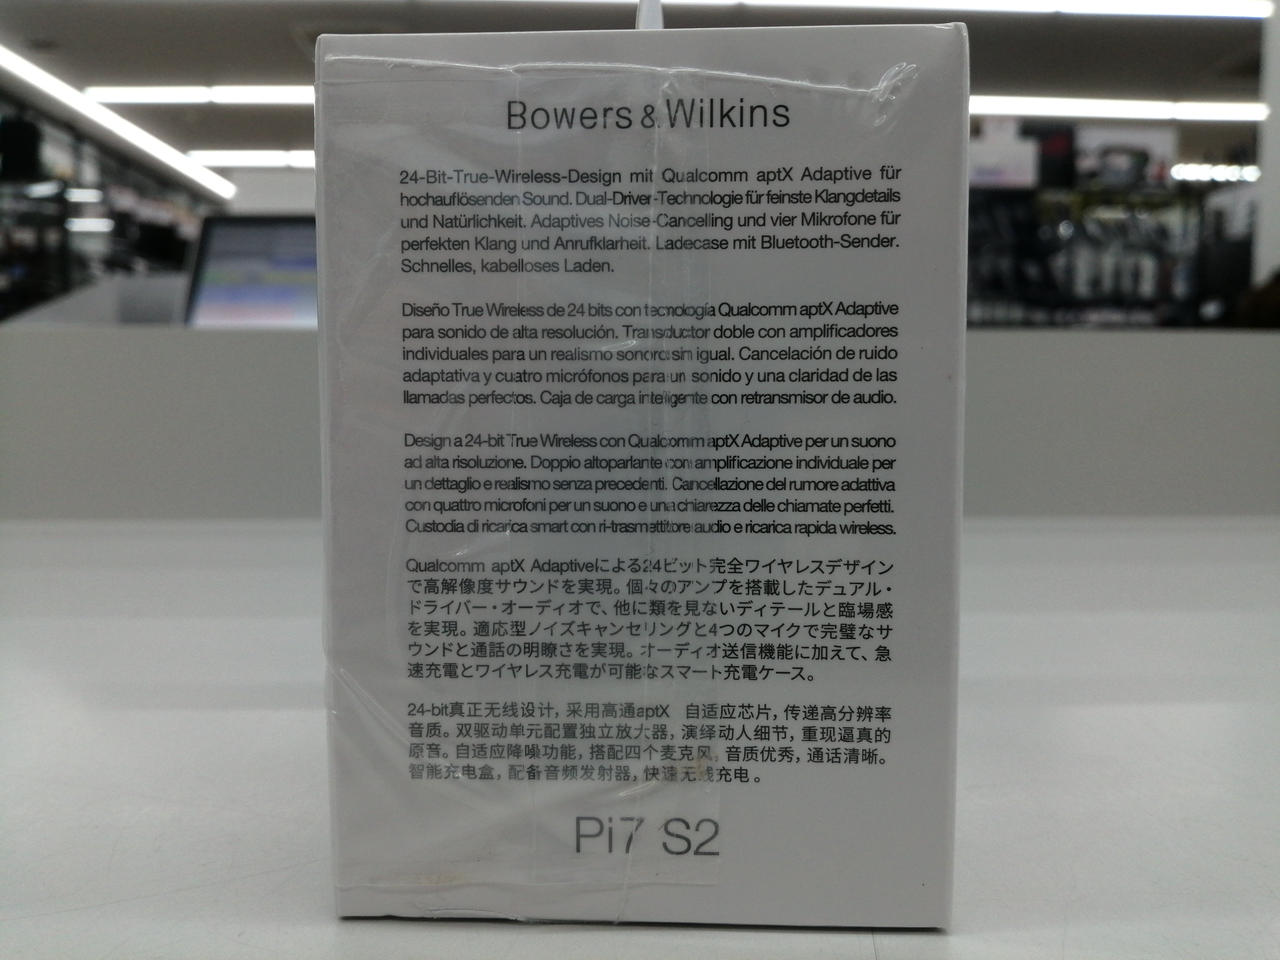 Bowers & Wilkins
24-Bit-True-Wireless-Design mit Qualcomm aptX Adaptive für
hochauflösenden Sound. Dual-Driver-Technologie für feinste Klangdetails
und Natürlichkeit. Adaptives Noise-Cancelling und vier Mikrofone für
perfekten Klang und Anrufklarheit. Ladecase mit Bluetooth-Sender.
Schnelles, kabelloses Laden.
Diseño True Wireless de 24 bits con tecnología Qualcomm aptX Adaptive
para sonido de alta resolución. Transductor doble con amplificadores
individuales para un realismo sonoro sin igual. Cancelación de ruido
adaptativa y cuatro micrófonos para un sonido y una claridad de las
llamadas perfectos. Caja de carga inteligente con retransmisor de audio.
Design a 24-bit True Wireless con Qualcomm aptX Adaptive per un suono
ad alta risoluzione. Doppio altoparlante con amplificazione individuale per
un dettaglio e realismo senza precedenti. Cancellazione del rumore adattiva
con quattro microfoni per un suono e una chiarezza delle chiamate perfetti.
Custodia di ricarica smart con ri-trasmettitore audio e ricarica rapida wireless.
Qualcomm aptX Adaptiveによる24ビット完全ワイヤレスデザイン
で高解像度サウンドを実現。個々のアンプを搭載したデュアル・
ドライバー・オーディオで、他に類を見ないディテールと臨場感
を実現。適応型ノイズキャンセリングと4つのマイクで完璧なサ
ウンドと通話の明瞭さを実現。オーディオ送信機能に加えて、急
速充電とワイヤレス充電が可能なスマート充電ケース。
24-bit真正无线设计，采用高通aptX 自适应芯片，传递高分辨率
音质。双驱动单元配置独立放大器，演绎动人细节，重现逼真的
原音。自适应降噪功能，搭配四个麦克风，音质优秀，通话清晰。
智能充电盒，配备音频发射器，快速无线充电。
Pi7 S2